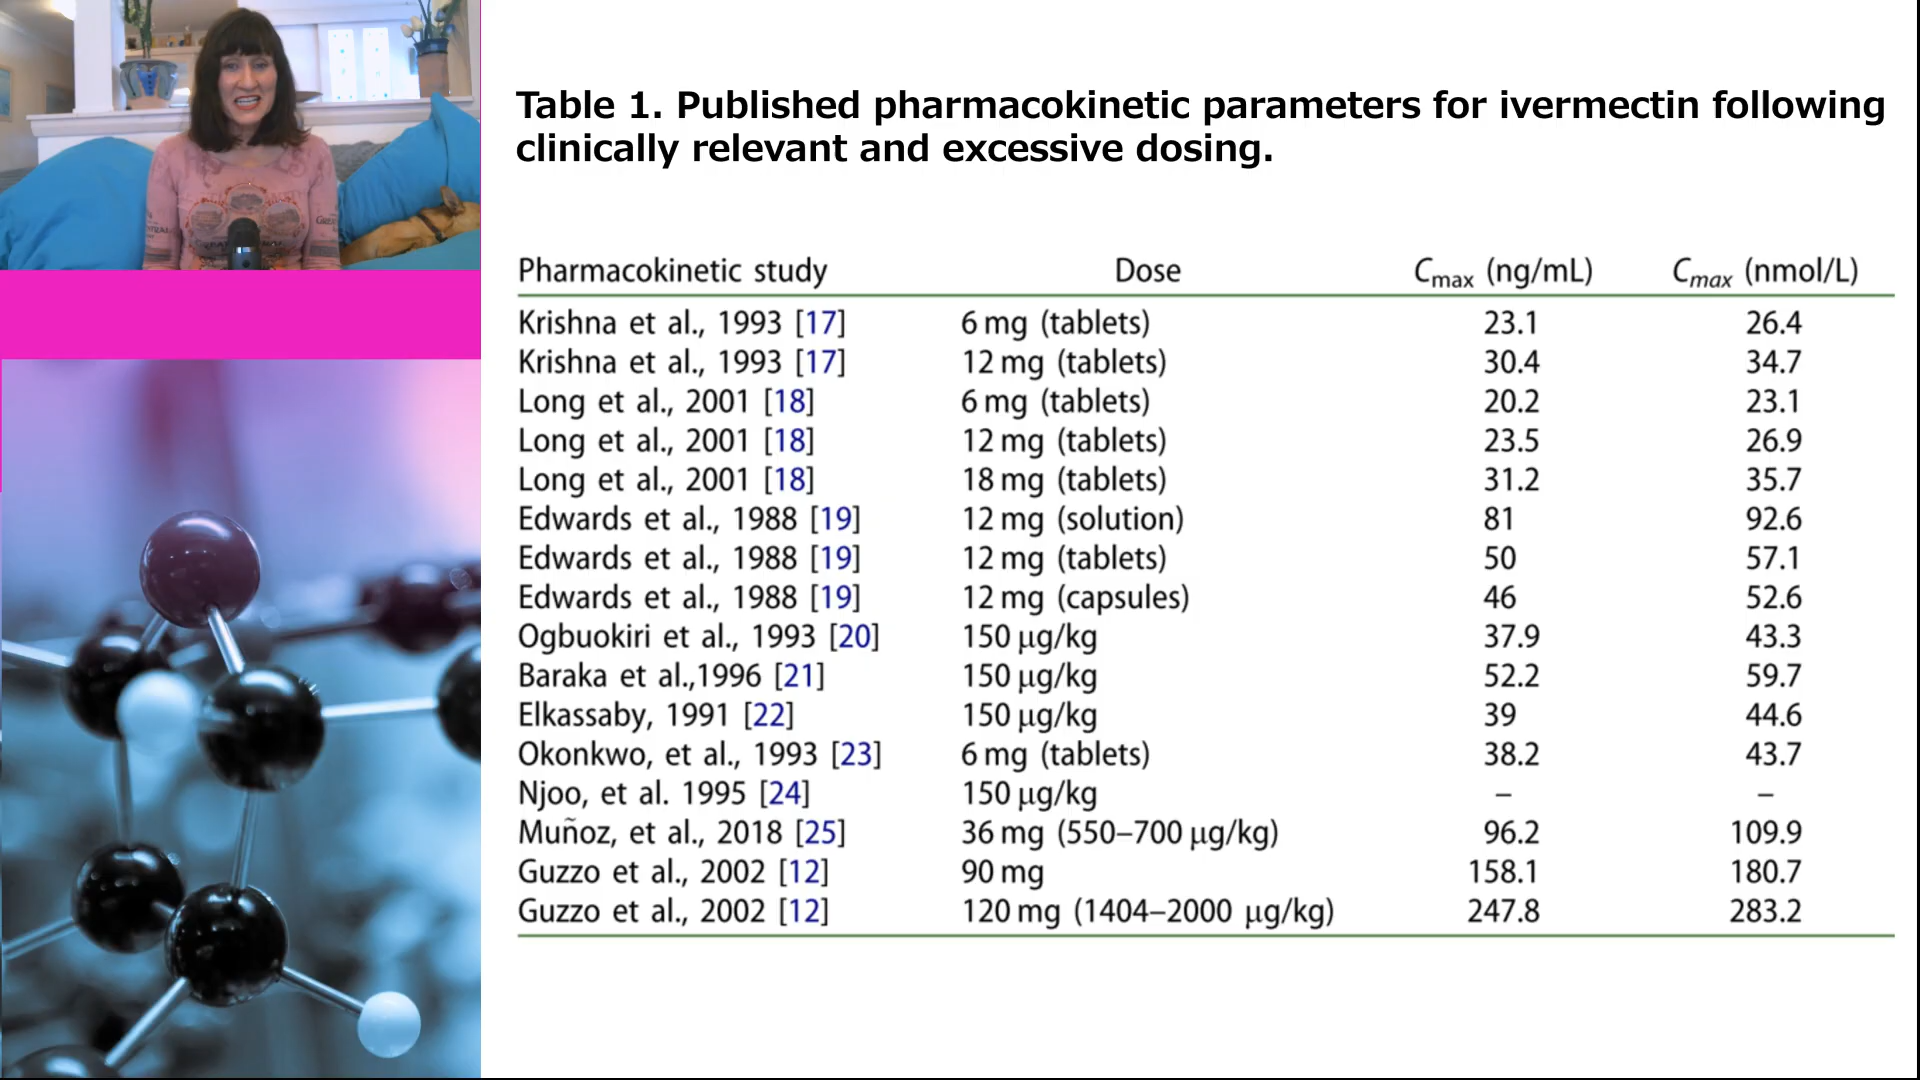 Table 1. Published pharmacokinetic parameters for ivermectin following
clinically relevant and excessive dosing.
Pharmacokinetic study Dose Cmax (ng/mL) Cmax (nmol/L)
Krishna et al., 1993 [17] 6 mg (tablets) 23.1 26.4
Krishna et al., 1993 [17] 12 mg (tablets) 30.4 34.7
Long et al., 2001 [18] 6 mg (tablets) 20.2 23.1
Long et al., 2001 [18] 12 mg (tablets) 23.5 26.9
Long et al., 2001 [18] 18 mg (tablets) 31.2 35.7
Edwards et al., 1988 [19] 12 mg (solution) 81 92.6
Edwards et al., 1988 [19] 12 mg (tablets) 50 57.1
Edwards et al., 1988 [19] 12 mg (capsules) 46 52.6
Ogbuokiri et al., 1993 [20] 150 μg/kg 37.9 43.3
Baraka et al.,1996 [21] 150 μg/kg 52.2 59.7
Elkassaby, 1991 [22] 150 μg/kg 39 44.6
Okonkwo, et al., 1993 [23] 6 mg (tablets) 38.2 43.7
Njoo, et al. 1995 [24] 150 μg/kg – –
Muñoz, et al., 2018 [25] 36 mg (550–700 μg/kg) 96.2 109.9
Guzzo et al., 2002 [12] 90 mg 158.1 180.7
Guzzo et al., 2002 [12] 120 mg (1404–2000 μg/kg) 247.8 283.2